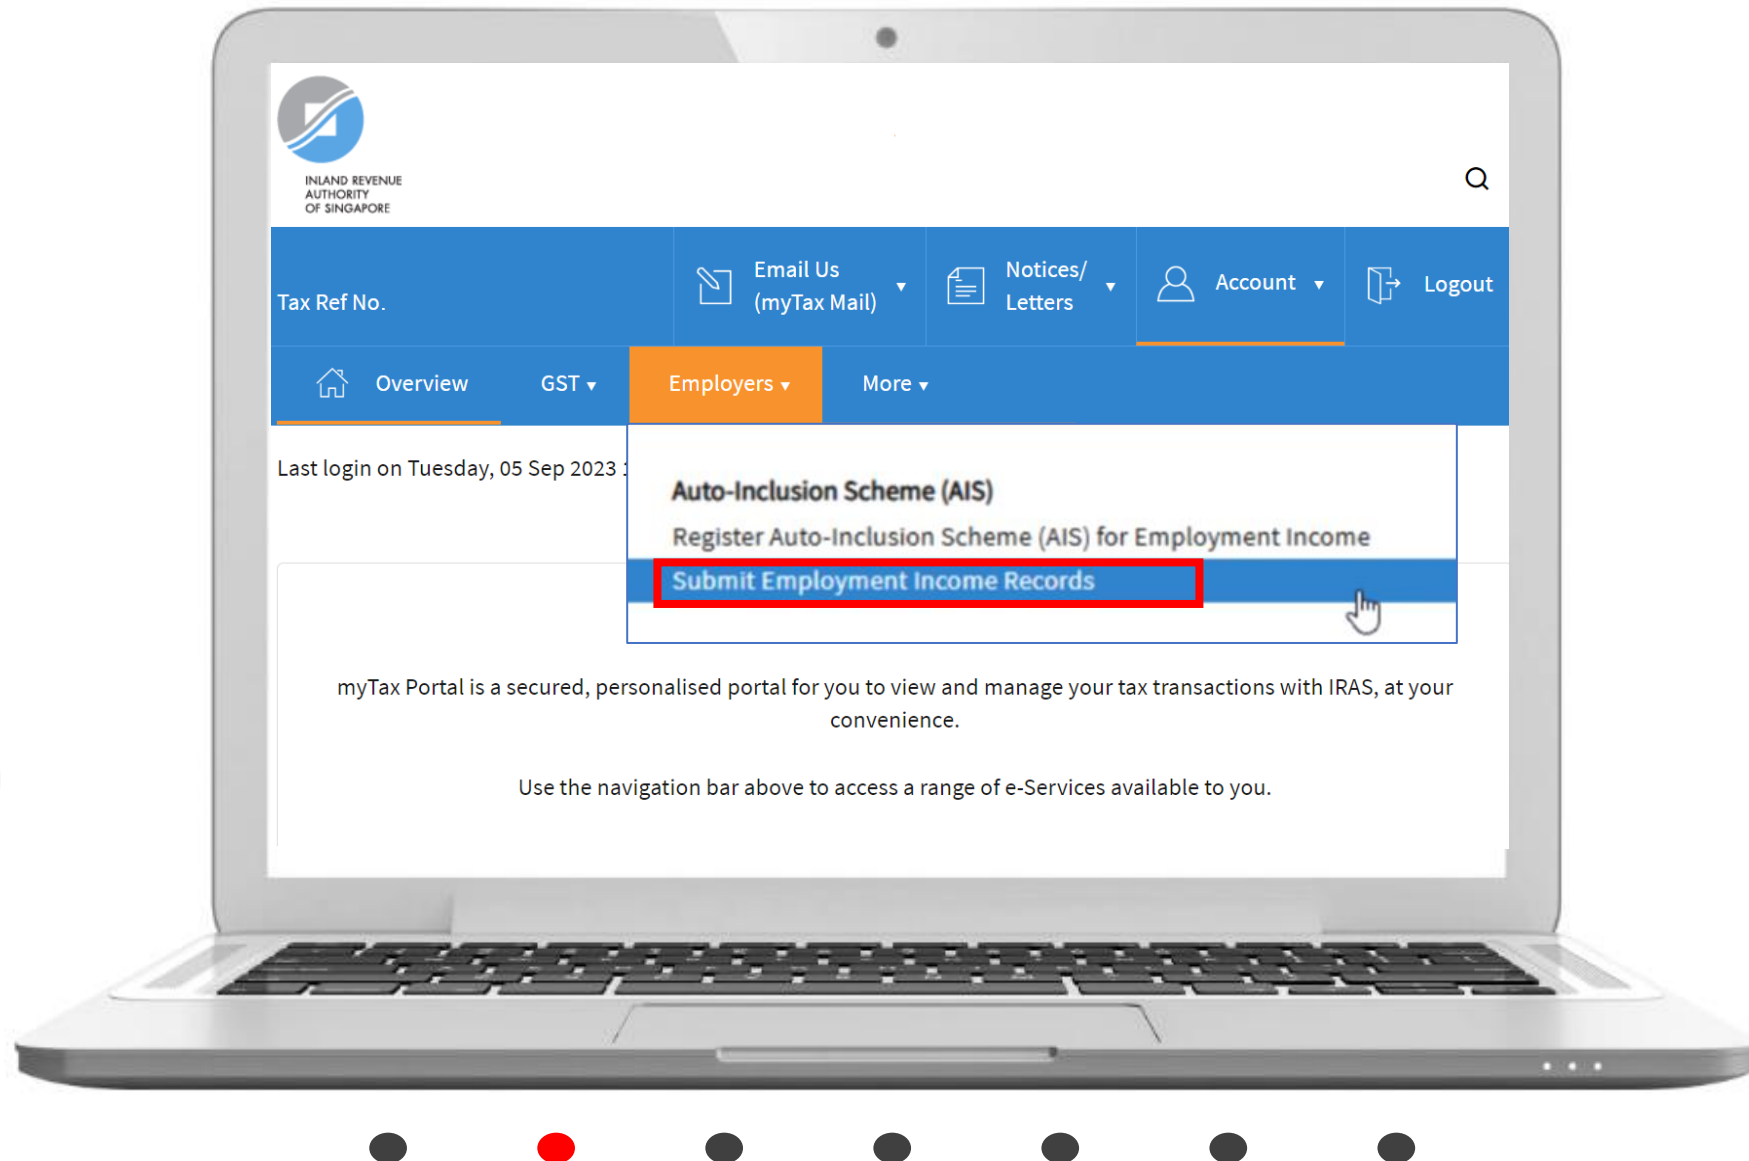 INLAND REVENUE
AUTHORITY
OF SINGAPORE
Tax Ref No.
Email Us
(myTax Mail)
Notices/
Letters
Account
Logout
Overview
GST
Employers
More
Last login on Tuesday, 05 Sep 2023
Auto-Inclusion Scheme (AIS)
Register Auto-Inclusion Scheme (AIS) for Employment Income
Submit Employment Income Records
myTax Portal is a secured, personalised portal for you to view and manage your tax transactions with IRAS, at your
convenience.
Use the navigation bar above to access a range of e-Services available to you.